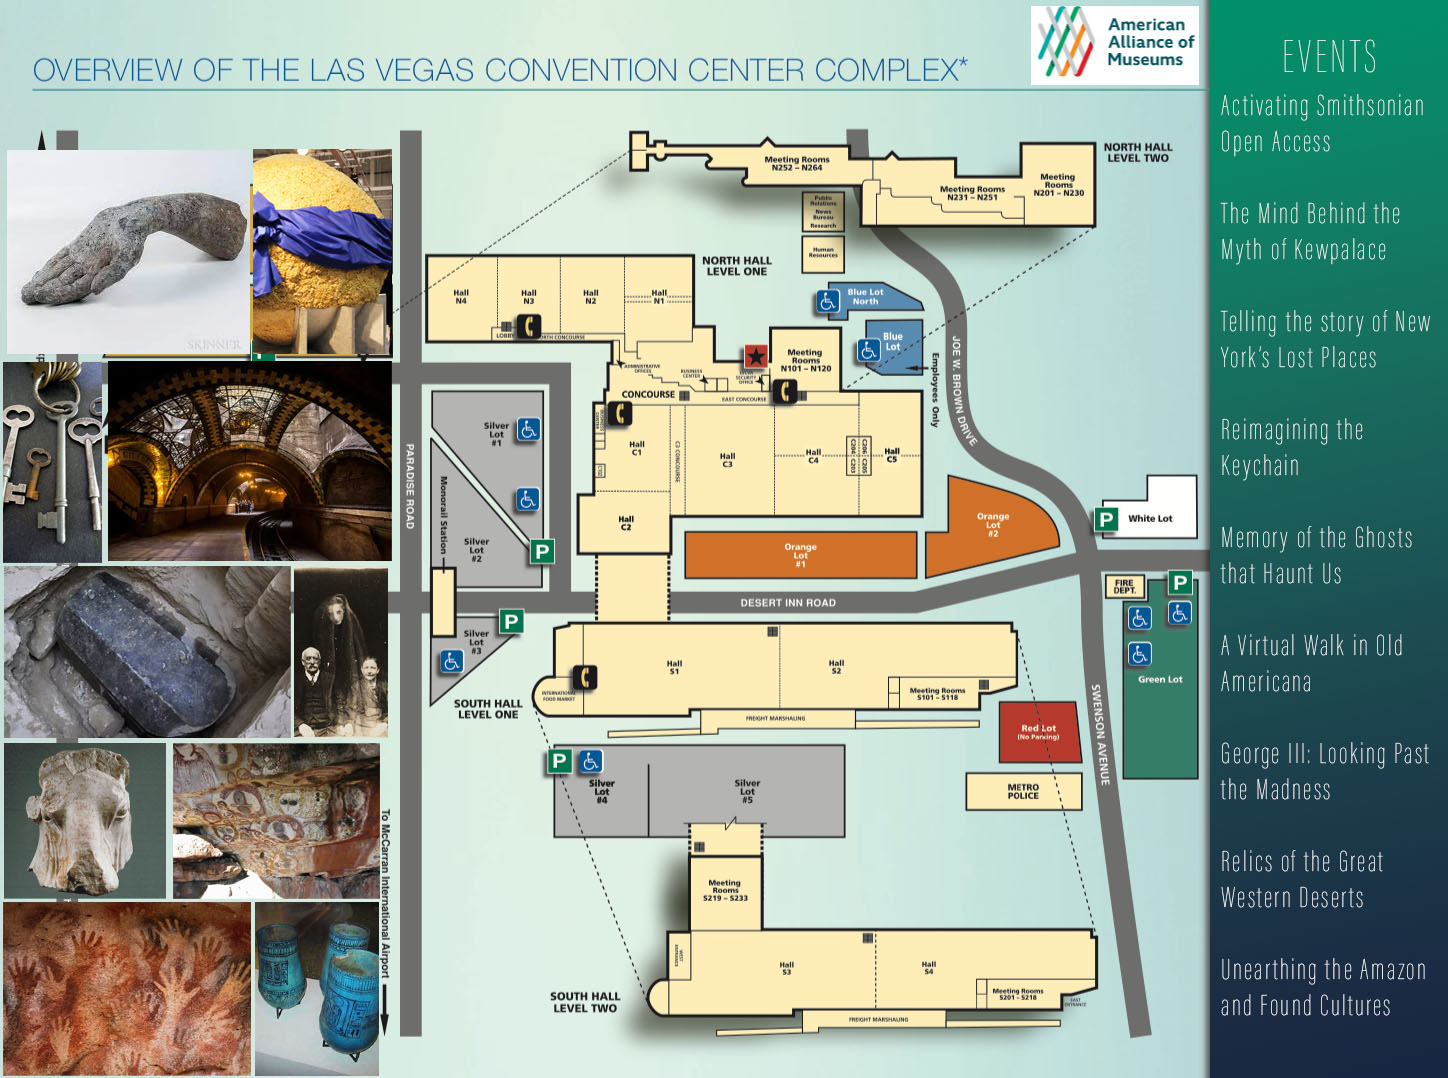 OVERVIEW OF THE LAS VEGAS CONVENTION CENTER COMPLEX*
American
Alliance of
Museums
EVENTS
Activating Smithsonian
Open Access
The Mind Behind the
Myth of Kewpalace
Telling the story of New
York's Lost Places
Reimagining the
Keychain
Memory of the Ghosts
that Haunt Us
A Virtual Walk in Old
Americana
George III: Looking Past
the Madness
Relics of the Great
Western Deserts
Unearthing the Amazon
and Found Cultures
NORTH HALL
LEVEL TWO
Meeting Rooms
N252 – N264
Meeting Rooms
N231 – N251
Meeting
Rooms
N201 – N230
Public
Relations
News
Bureau
Research
Human
Resources
NORTH HALL
LEVEL ONE
Hall
N4
Hall
N3
Hall
N2
Hall
N1
LOBBY
NORTH CONCOURSE
Blue Lot
North
Blue
Lot
Employees Only
JOE W. BROWN DRIVE
Meeting
Rooms
N101 – N120
ADMINISTRATIVE
OFFICES
BUSINESS
CENTER
SECURITY
OFFICE
CONCOURSE
EAST CONCOURSE
Hall
C1
C3 CONCOURSE
Hall
C3
Hall
C4
C204 - C203
C206 - C205
Hall
C5
Hall
C2
Silver
Lot
#1
Silver
Lot
#2
Monorail Station
PARADISE ROAD
P
Orange
Lot
#1
Orange
Lot
#2
P
White Lot
DESERT INN ROAD
P
Silver
Lot
#3
FIRE
DEPT.
P
Green Lot
SWENSON AVENUE
Hall
S1
Hall
S2
INTERNATIONAL
FOOD MARKET
Meeting Rooms
S101 – S118
FREIGHT MARSHALING
SOUTH HALL
LEVEL ONE
Red Lot
(No Parking)
METRO
POLICE
P
Silver
Lot
#4
Silver
Lot
#5
Meeting
Rooms
S219 – S233
WEST
ENTRANCE
Hall
S3
Hall
S4
Meeting Rooms
S201 – S218
EAST
ENTRANCE
FREIGHT MARSHALING
SOUTH HALL
LEVEL TWO
To McCarran International Airport
SKINNER